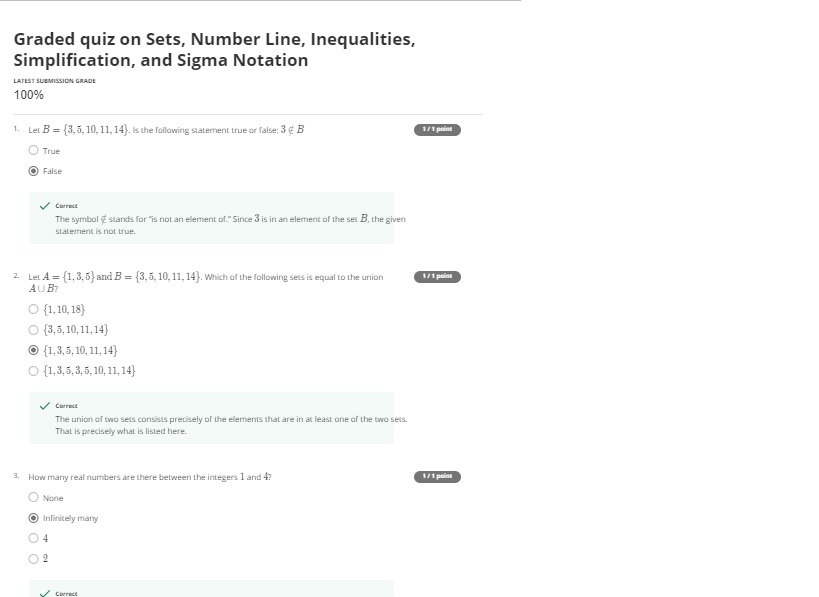 Graded quiz on Sets, Number Line, Inequalities,
Simplification, and Sigma Notation
LATEST SUBMISSION GRADE
100%
1. Let B = {3, 5, 10, 11, 14}. Is the following statement true or false: 3 ∉ B
1 / 1 point
True
False
Correct
The symbol ∉ stands for "is not an element of." Since 3 is in an element of the set B, the given
statement is not true.
2. Let A = {1, 3, 5} and B = {3, 5, 10, 11, 14}. Which of the following sets is equal to the union
A ∪ B?
1 / 1 point
{1, 10, 18}
{3, 5, 10, 11, 14}
{1, 3, 5, 10, 11, 14}
{1, 3, 5, 3, 5, 10, 11, 14}
Correct
The union of two sets consists precisely of the elements that are in at least one of the two sets.
That is precisely what is listed here.
3. How many real numbers are there between the integers 1 and 4?
1 / 1 point
None
Infinitely many
4
2
Correct